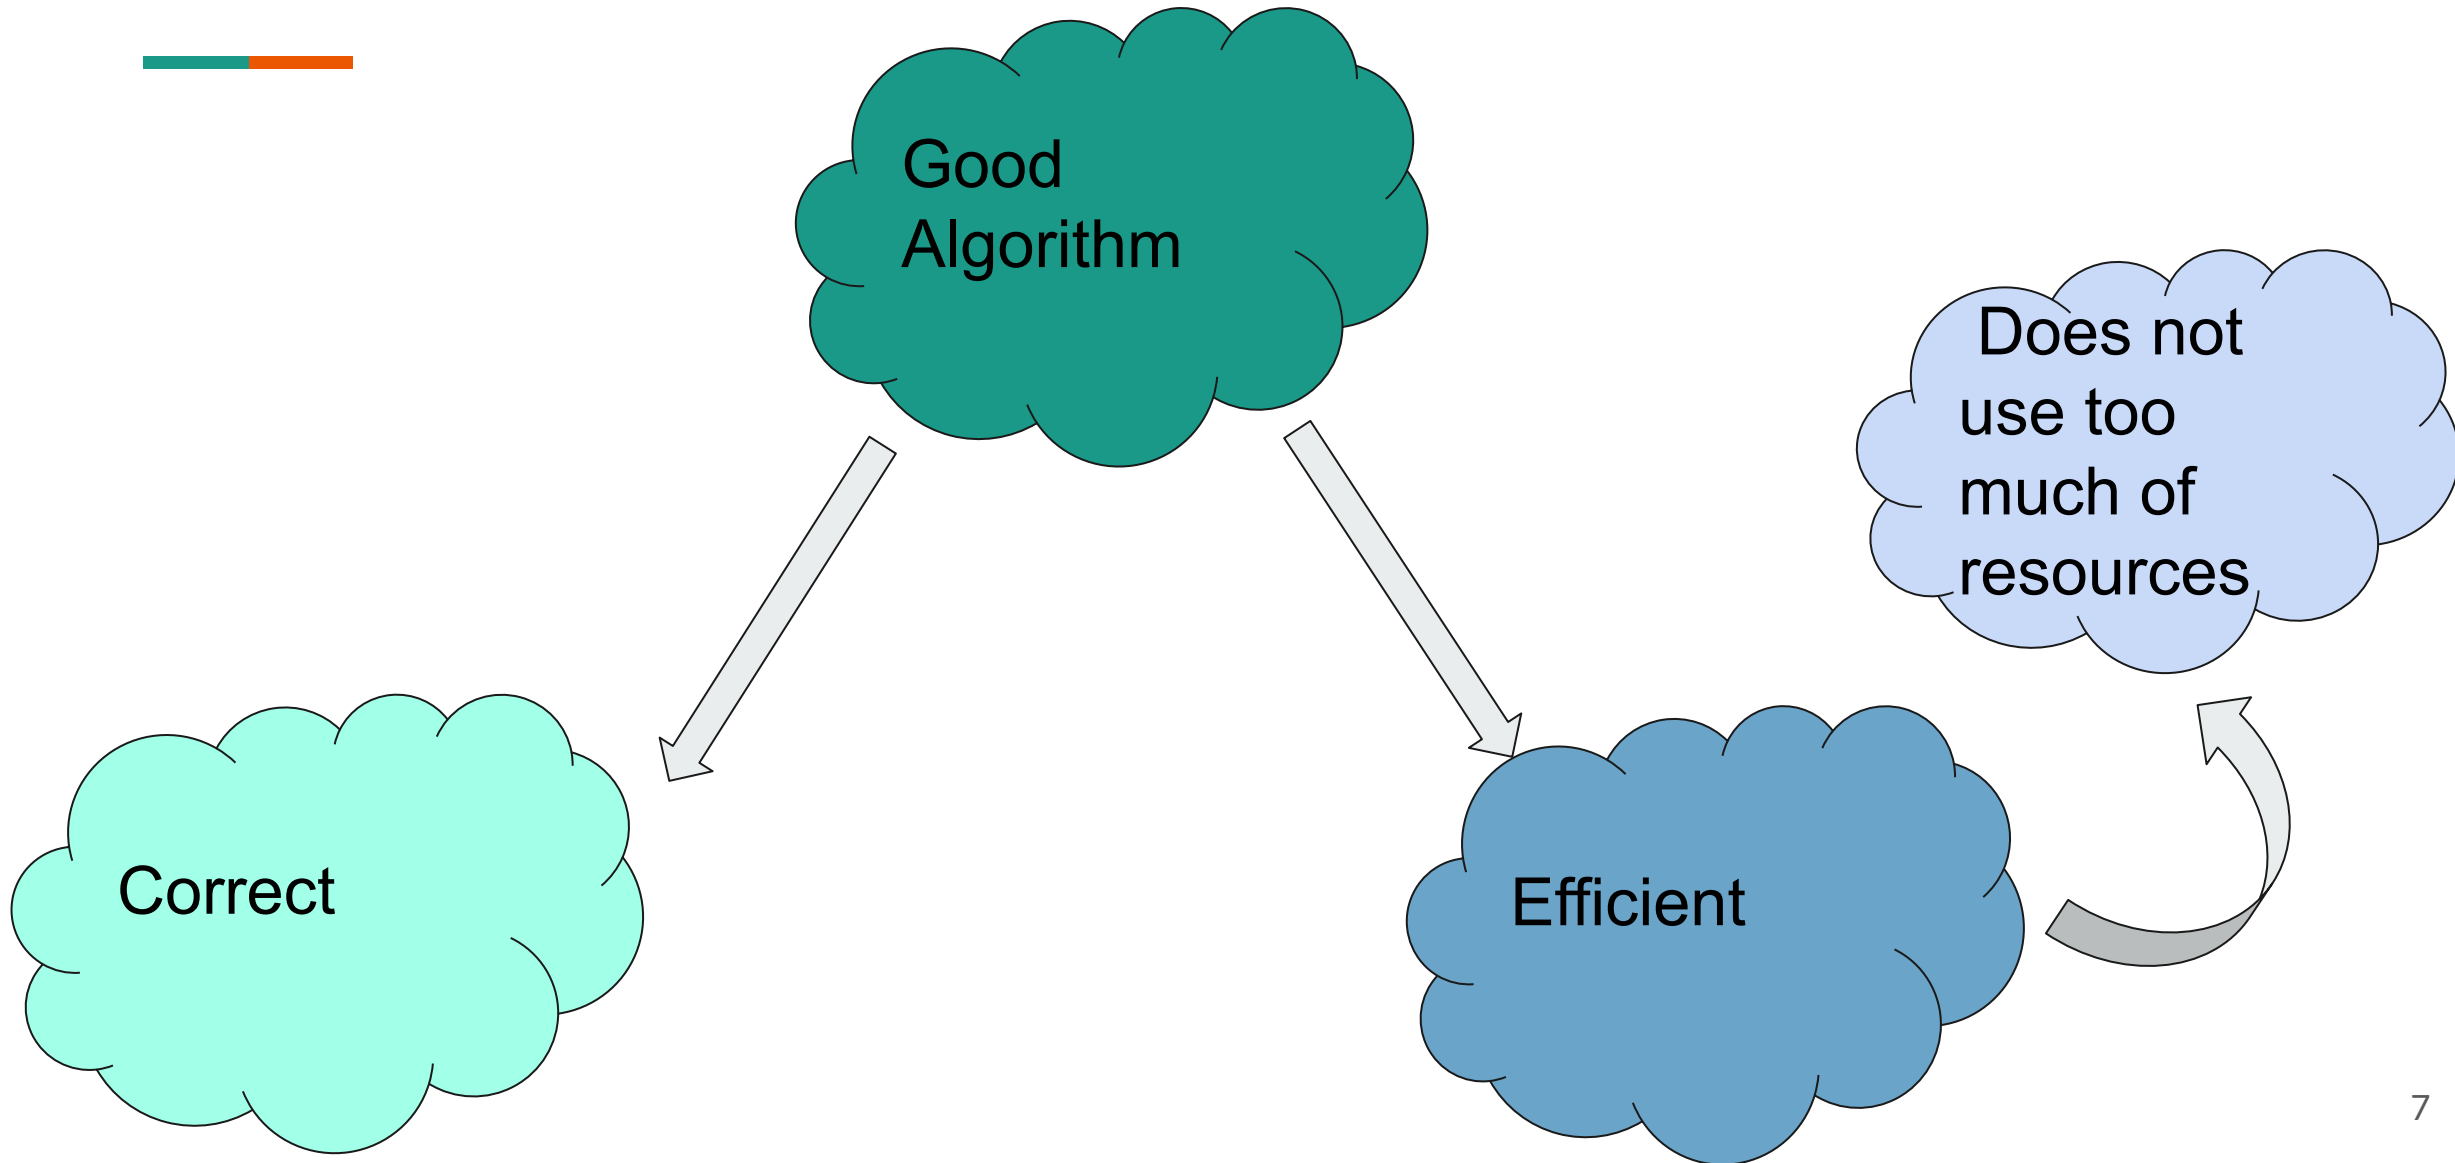 Good
Algorithm
Does not
use too
much of
resources
Correct
Efficient
7